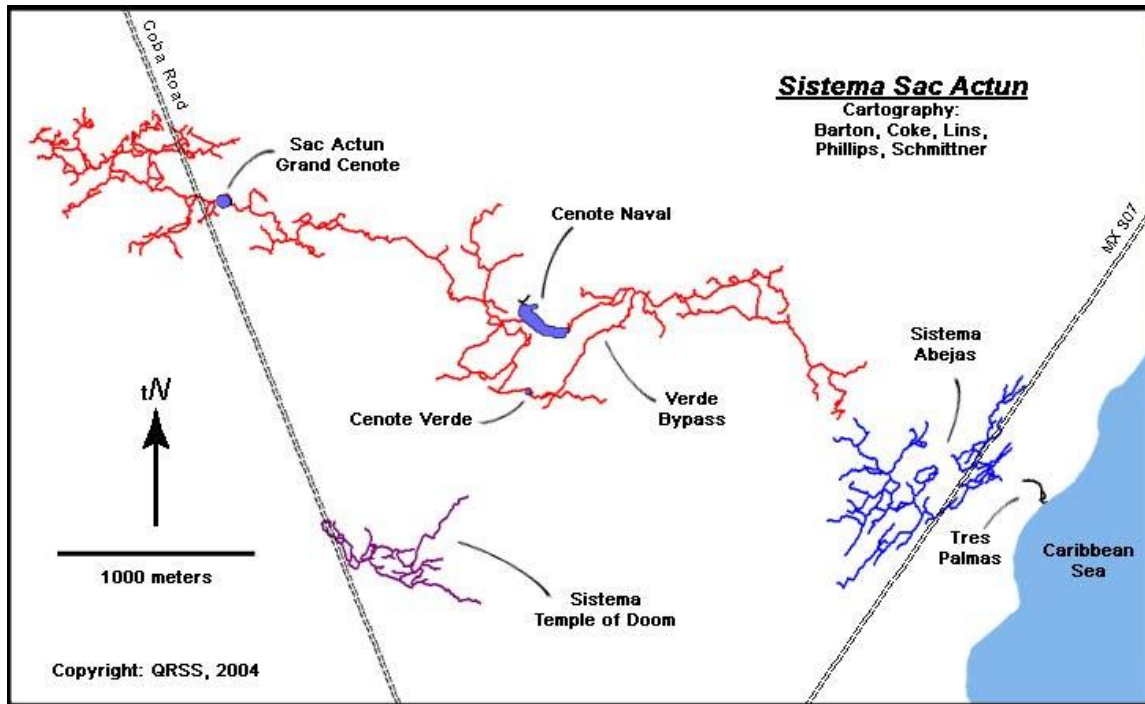 Coba Road
Sistema Sac Actun
Cartography:
Barton, Coke, Lins,
Phillips, Schmittner
Sac Actun
Grand Cenote
Cenote Naval
MX 307
Sistema
Abejas
Verde
Bypass
Cenote Verde
t/V
1000 meters
Tres
Palmas
Caribbean
Sea
Sistema
Temple of Doom
Copyright: QRSS, 2004